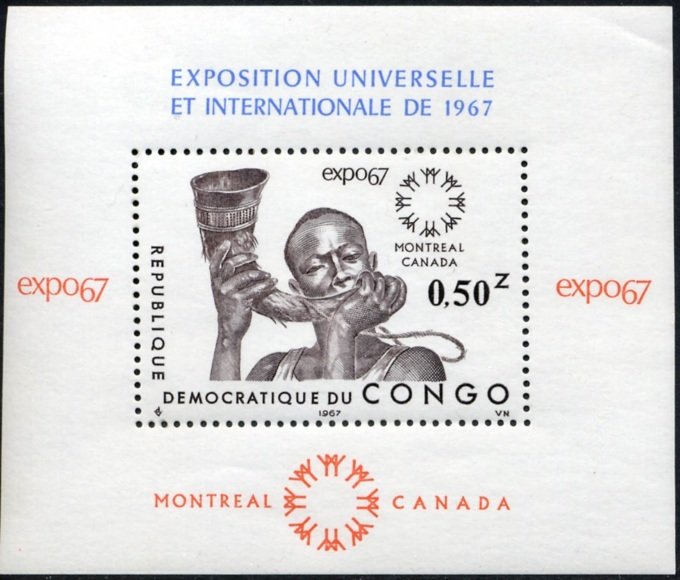 EXPOSITION UNIVERSELLE
ET INTERNATIONALE DE 1967
expo67
MONTREAL
CANADA
0,50 Z
REPUBLIQUE
DEMOCRATIQUE DU CONGO
1967
VN
expo67
expo67
MONTREAL CANADA